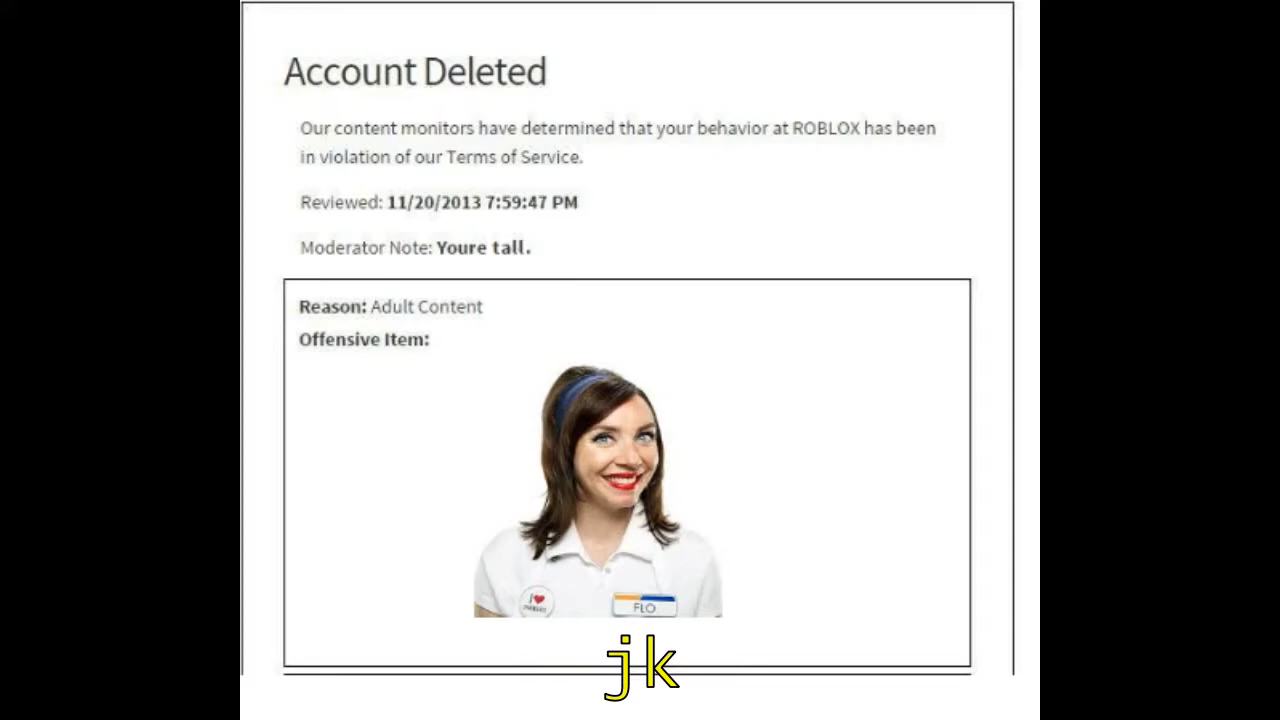 Account Deleted
Our content monitors have determined that your behavior at ROBLOX has been
in violation of our Terms of Service.
Reviewed: 11/20/2013 7:59:47 PM
Moderator Note: Youre tall.
Reason: Adult Content
Offensive Item:
I
FLO
jk